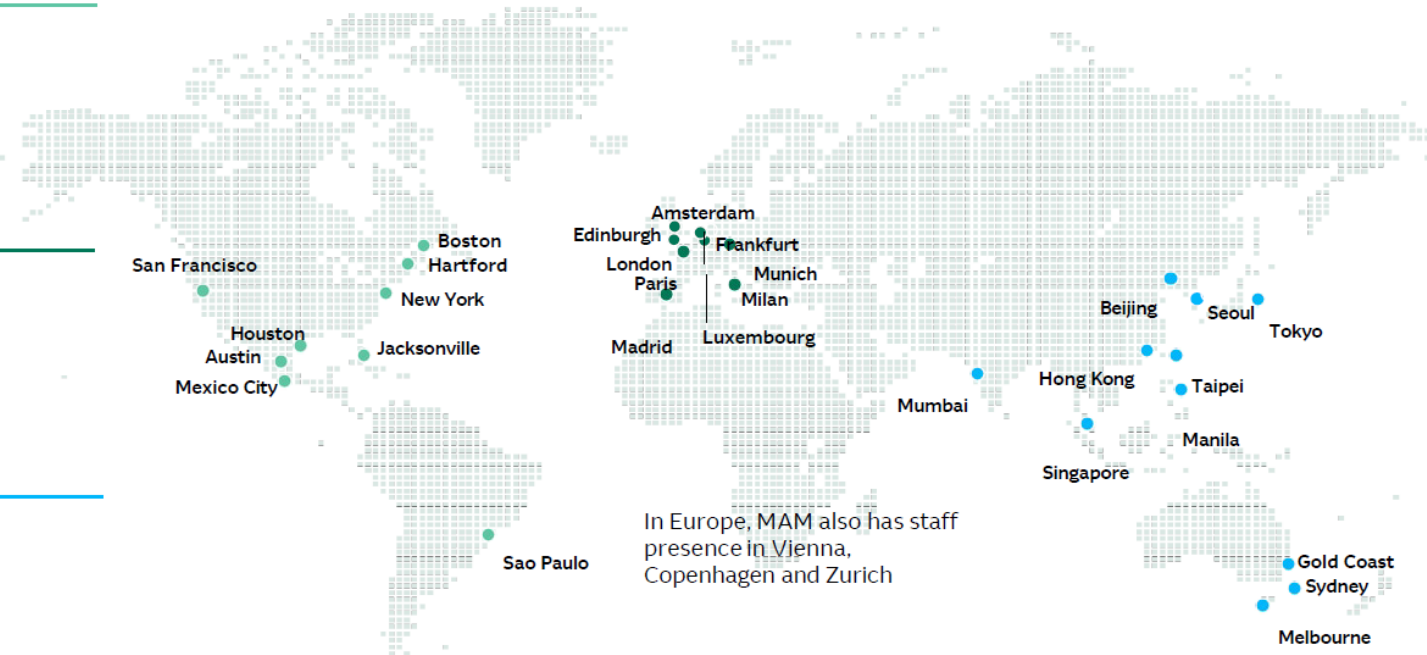 Amsterdam
Edinburgh
Frankfurt
London
Munich
Paris
Milan
Luxembourg
Madrid
Boston
Hartford
San Francisco
New York
Houston
Jacksonville
Austin
Mexico City
Sao Paulo
Beijing
Seoul
Tokyo
Hong Kong
Taipei
Mumbai
Manila
Singapore
In Europe, MAM also has staff
presence in Vienna,
Copenhagen and Zurich
Gold Coast
Sydney
Melbourne